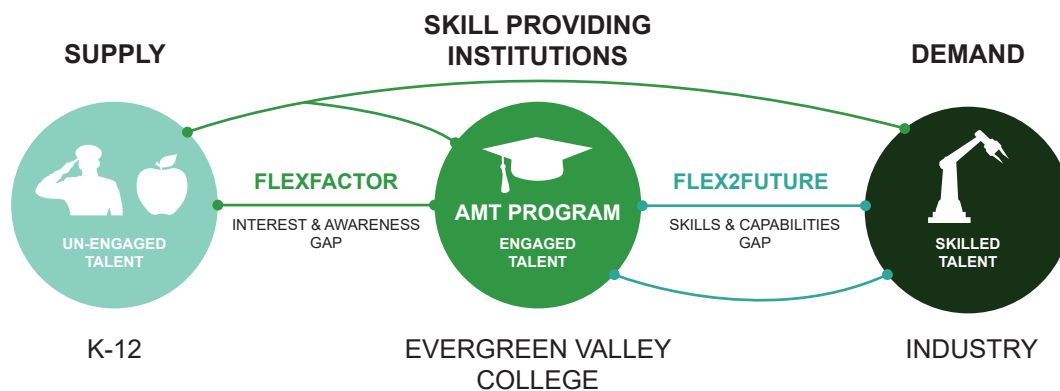 SUPPLY
SKILL PROVIDING
INSTITUTIONS
DEMAND
UN-ENGAGED
TALENT
FLEXFACTOR
INTEREST & AWARENESS
GAP
AMT PROGRAM
ENGAGED
TALENT
FLEX2FUTURE
SKILLS & CAPABILITIES
GAP
SKILLED
TALENT
K-12
EVERGREEN VALLEY
COLLEGE
INDUSTRY